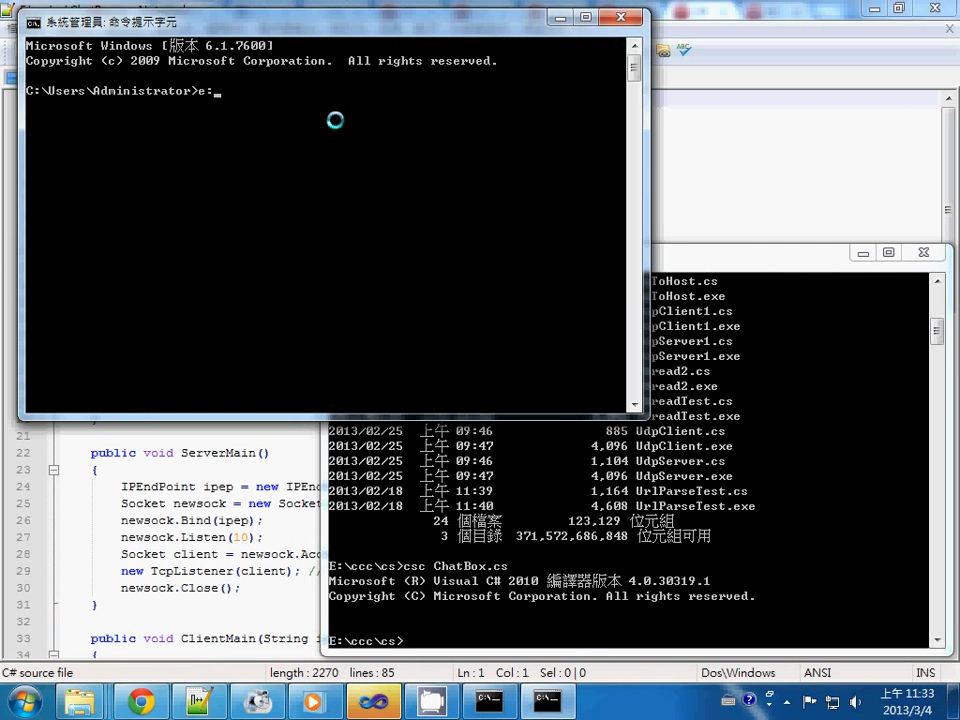 系統管理員: 命令提示字元
Microsoft Windows [版本 6.1.7600]
Copyright (c) 2009 Microsoft Corporation.  All rights reserved.
C:\Users\Administrator>e:_
ToHost.cs
ToHost.exe
pClient1.cs
pClient1.exe
pServer1.cs
pServer1.exe
read2.cs
read2.exe
readTest.cs
readTest.exe
2013/02/25  上午 09:46               885 UdpClient.cs
2013/02/25  上午 09:47             4,096 UdpClient.exe
2013/02/25  上午 09:46             1,104 UdpServer.cs
2013/02/25  上午 09:47             4,096 UdpServer.exe
2013/02/18  上午 11:39             1,164 UrlParseTest.cs
2013/02/18  上午 11:40             4,608 UrlParseTest.exe
24 個檔案         123,129 位元組
3 個目錄  371,572,686,848 位元組可用
E:\ccc\cs>csc ChatBox.cs
Microsoft (R) Visual C# 2010 編譯器版本 4.0.30319.1
Copyright (C) Microsoft Corporation. All rights reserved.
E:\ccc\cs>
21
22 public void ServerMain()
23 {
24 IPEndPoint ipep = new IPEnd
25 Socket newsock = new Socket
26 newsock.Bind(ipep);
27 newsock.Listen(10);
28 Socket client = newsock.Acc
29 new TcpListener(client); //
30 newsock.Close();
31 }
32
33 public void ClientMain(String i
34 {
C# source file length : 2270 lines : 85 Ln : 1 Col : 1 Sel : 0 | 0 Dos\Windows ANSI INS
上午 11:33
2013/3/4